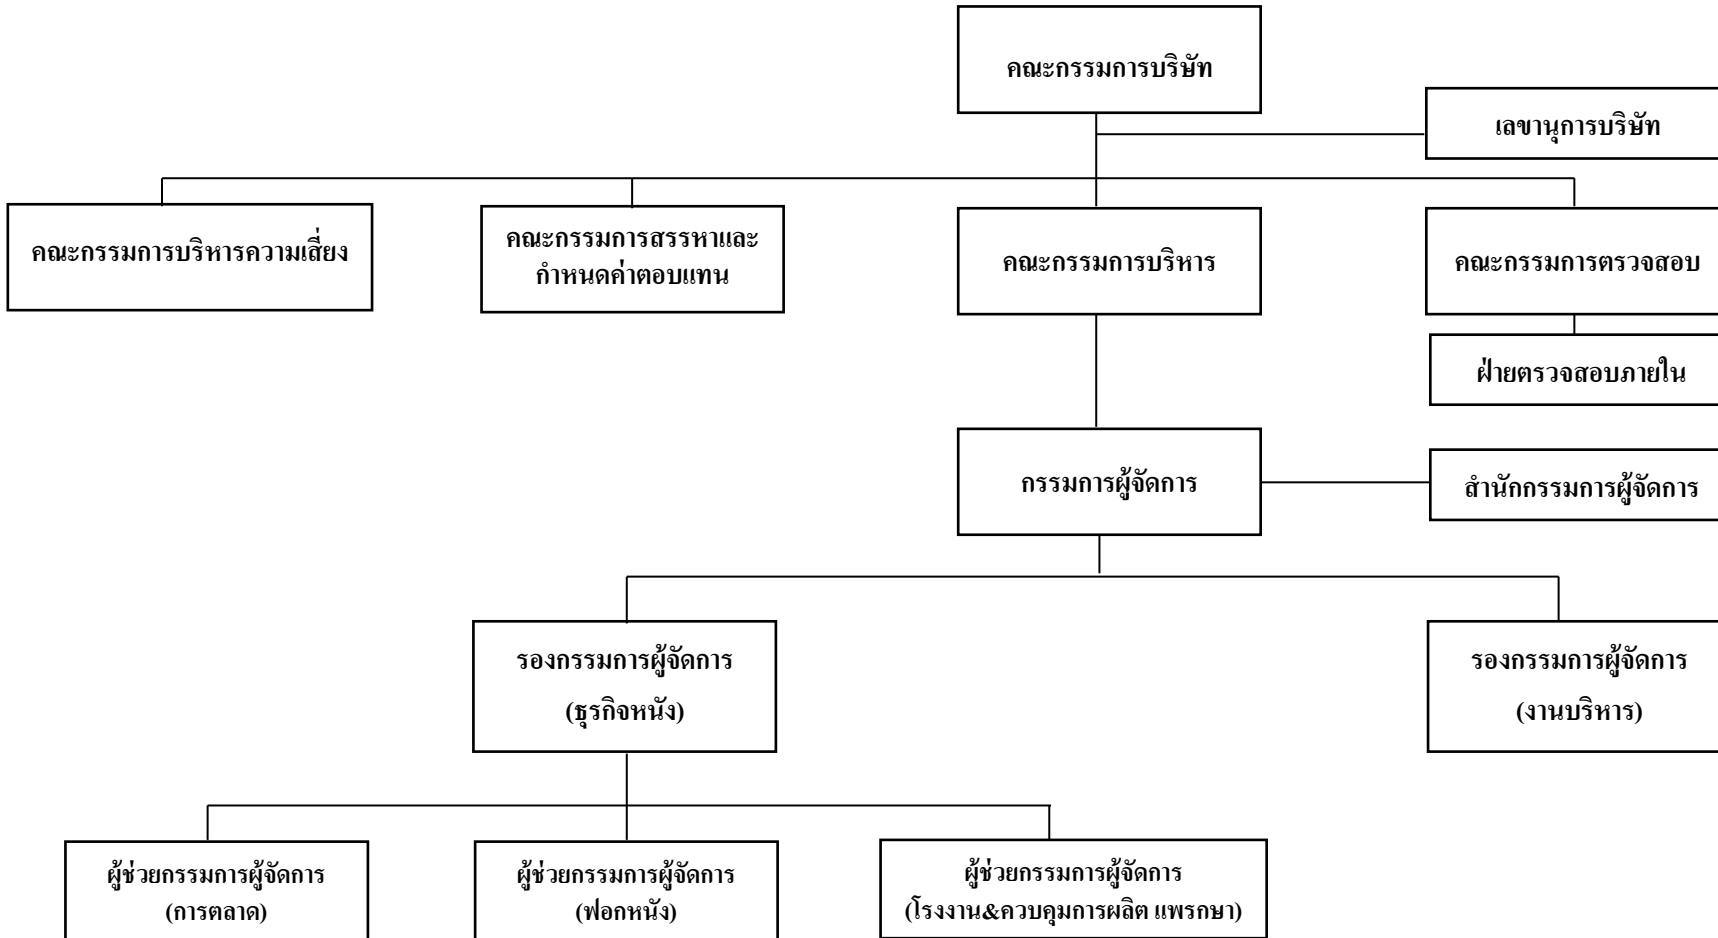 คณะกรรมการบริษัท
เลขานุการบริษัท
คณะกรรมการบริหารความเสี่ยง
คณะกรรมการสรรหาและ
กำหนดค่าตอบแทน
คณะกรรมการบริหาร
คณะกรรมการตรวจสอบ
ฝ่ายตรวจสอบภายใน
กรรมการผู้จัดการ
สำนักกรรมการผู้จัดการ
รองกรรมการผู้จัดการ
(ธุรกิจหนัง)
รองกรรมการผู้จัดการ
(งานบริหาร)
ผู้ช่วยกรรมการผู้จัดการ
(การตลาด)
ผู้ช่วยกรรมการผู้จัดการ
(ฟอกหนัง)
ผู้ช่วยกรรมการผู้จัดการ
(โรงงาน&ควบคุมการผลิต แพรกษา)